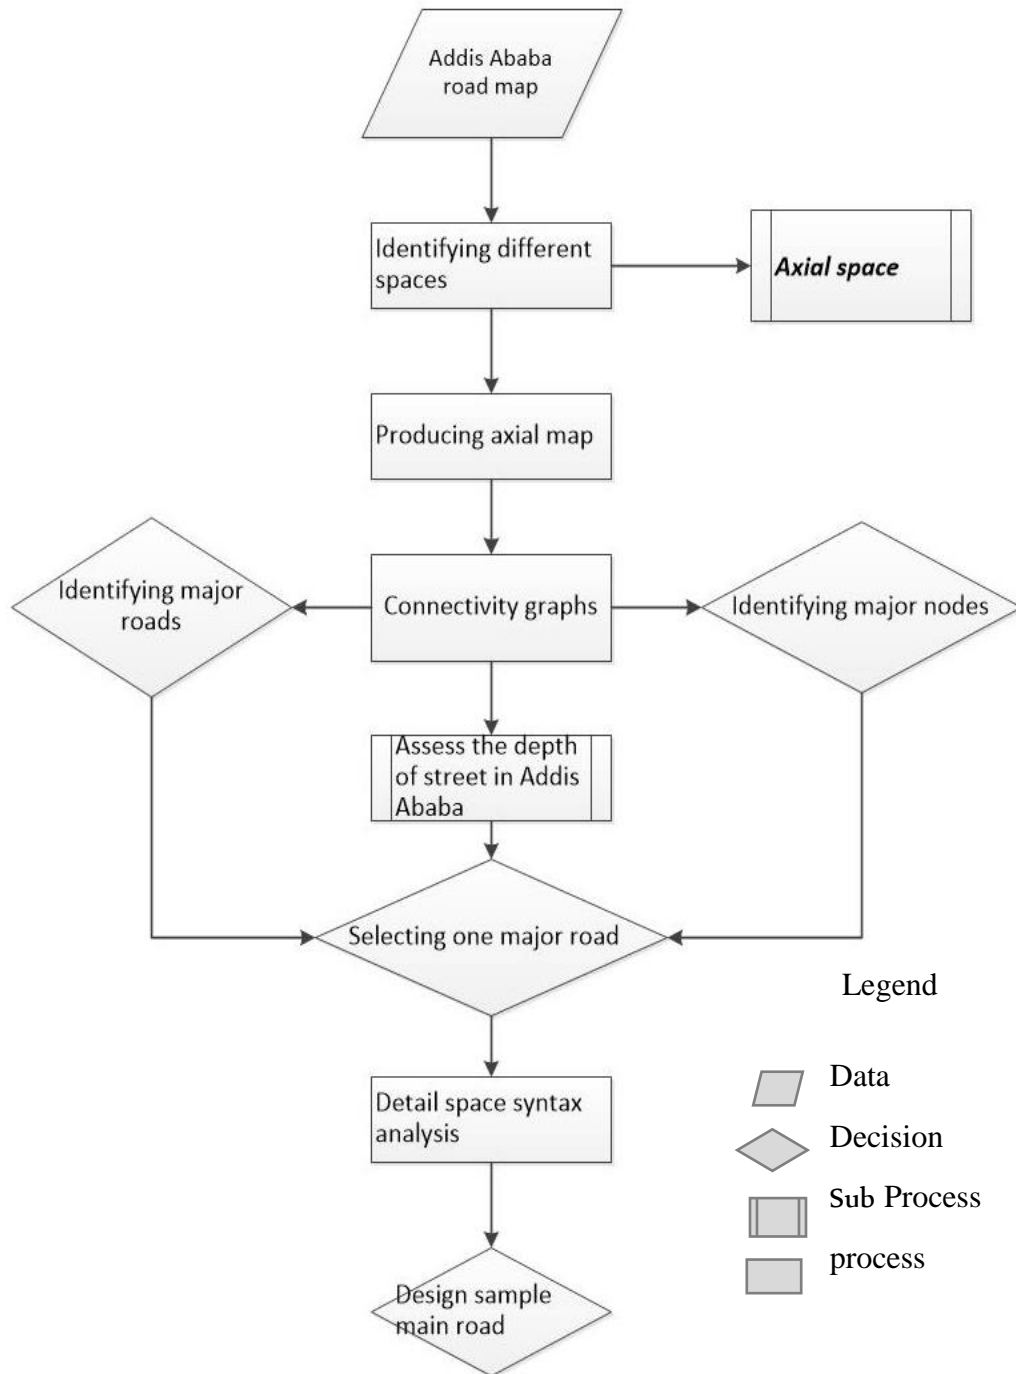 Addis Ababa
road map
Identifying different
spaces
Axial space
Producing axial map
Identifying major
roads
Connectivity graphs
Identifying major nodes
Assess the depth
of street in Addis
Ababa
Selecting one major road
Legend
Data
Detail space syntax
analysis
Decision
Sub Process
process
Design sample
main road